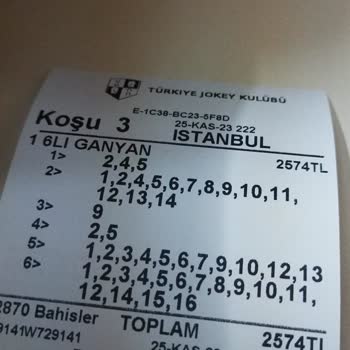 TÜRKİYE JOKEY KULÜBÜ
E-1C38-BC23-5F8D
Koşu 3 25-KAS-23 222
İSTANBUL
1 6LI GANYAN 2574TL
1> 2,4,5
2> 1,2,4,5,6,7,8,9,10,11,
12,13,14
3> 9
4> 2,5
5> 1,2,3,4,5,6,7,9,10,12,13
6> 1,2,3,4,5,6,7,8,9,10,11,
12,14,15,16
2870 Bahisler TOPLAM 2574TL
9141W729141